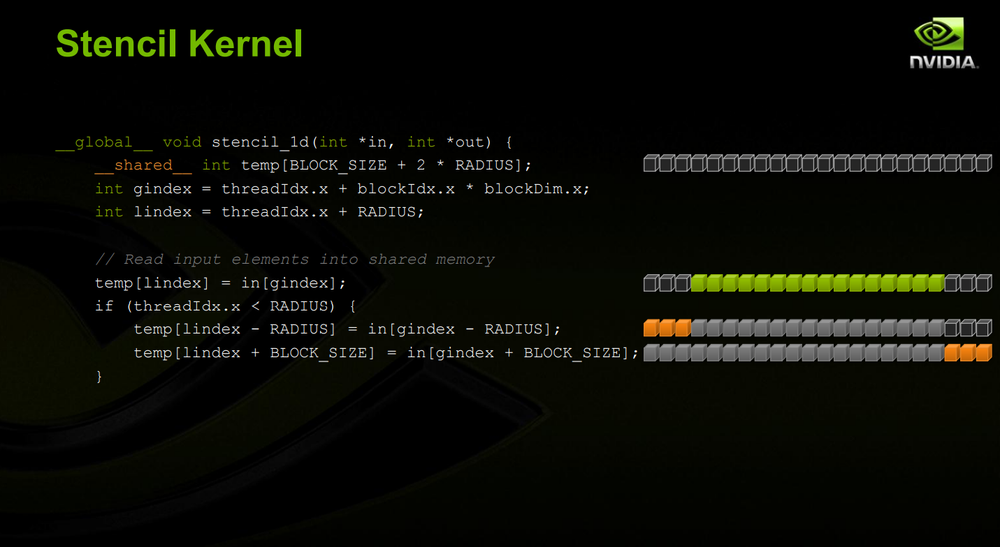 Stencil Kernel
NVIDIA.
__global__ void stencil_1d(int *in, int *out) {
__shared__ int temp[BLOCK_SIZE + 2 * RADIUS];
int gindex = threadIdx.x + blockIdx.x * blockDim.x;
int lindex = threadIdx.x + RADIUS;
// Read input elements into shared memory
temp[lindex] = in[gindex];
if (threadIdx.x < RADIUS) {
temp[lindex - RADIUS] = in[gindex - RADIUS];
temp[lindex + BLOCK_SIZE] = in[gindex + BLOCK_SIZE];
}